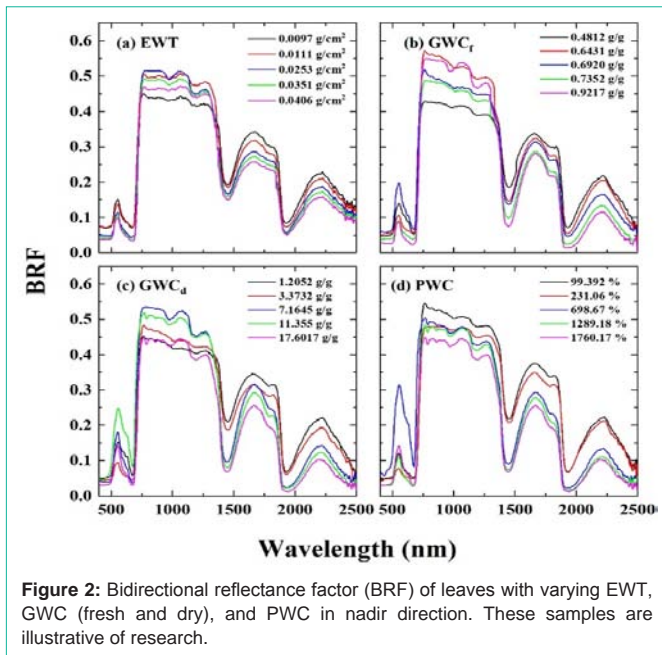 (a) EWT
0.0097 g/cm²
0.0111 g/cm²
0.0253 g/cm²
0.0351 g/cm²
0.0406 g/cm²
(b) GWCf
0.4812 g/g
0.6431 g/g
0.6920 g/g
0.7352 g/g
0.9217 g/g
0.6
0.5
0.4
0.3
0.2
0.1
0.0
BRF
(c) GWCd
1.2052 g/g
3.3732 g/g
7.1645 g/g
11.355 g/g
17.6017 g/g
(d) PWC
99.392 %
231.06 %
698.67 %
1289.18 %
1760.17 %
0.6
0.5
0.4
0.3
0.2
0.1
0.0
500 1000 1500 2000 2500 500 1000 1500 2000 2500
Wavelength (nm)
Figure 2: Bidirectional reflectance factor (BRF) of leaves with varying EWT,
GWC (fresh and dry), and PWC in nadir direction. These samples are
illustrative of research.